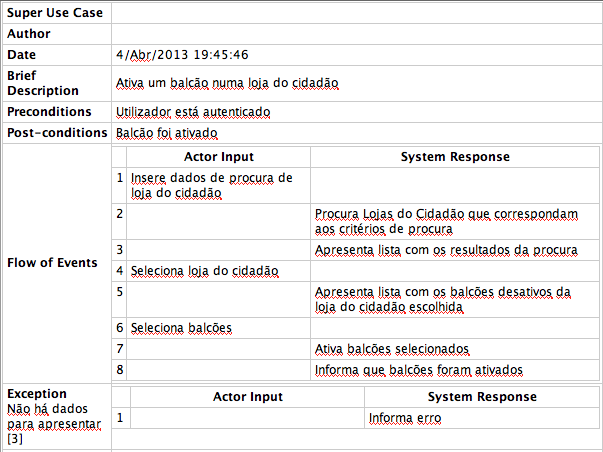 Super Use Case
Author
Date 4/Abr/2013 19:45:46
Brief
Description
Ativa um balcão numa loja do cidadão
Preconditions Utilizador está autenticado
Post-conditions Balcão foi ativado
Flow of Events
Actor Input System Response
1 Insere dados de procura de
loja do cidadão
2 Procura Lojas do Cidadão que correspondam
aos critérios de procura
3 Apresenta lista com os resultados da procura
4 Seleciona loja do cidadão
5 Apresenta lista com os balcões desativos da
loja do cidadão escolhida
6 Seleciona balcões
7 Ativa balcões selecionados
8 Informa que balcões foram ativados
Exception
Não há dados
para apresentar
[3]
Actor Input System Response
1 Informa erro